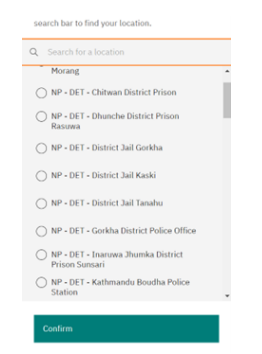 search bar to find your location.
Search for a location
Morang
NP - DET - Chitwan District Prison
NP - DET - Dhunche District Prison
Rasuwa
NP - DET - District Jail Gorkha
NP - DET - District Jail Kaski
NP - DET - District Jail Tanahu
NP - DET - Gorkha District Police Office
NP - DET - Inaruwa Jhumka District
Prison Sunsari
NP - DET - Kathmandu Boudha Police
Station
Confirm